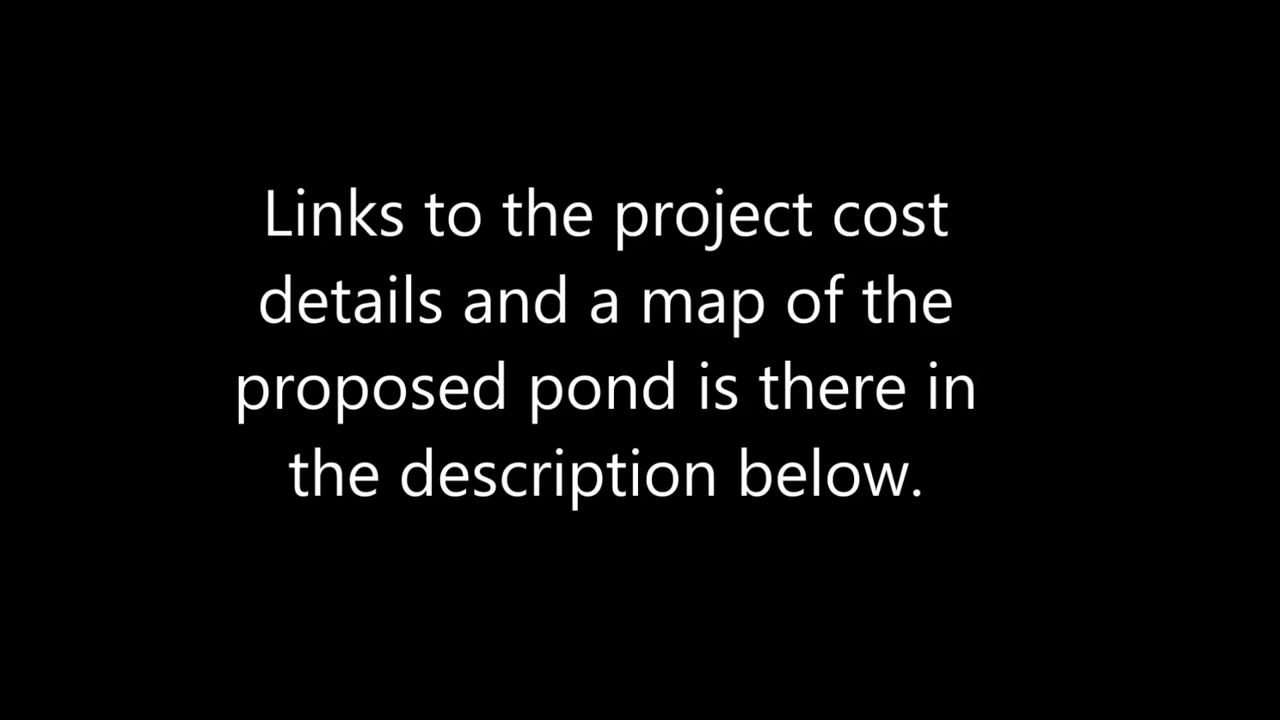 Links to the project cost
details and a map of the
proposed pond is there in
the description below.